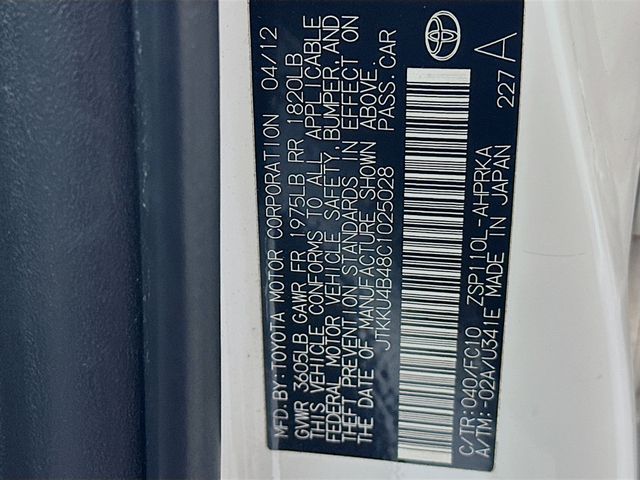 MFD.BY:TOYOTA MOTOR CORPORATION 04/12
GVWR 3605LB GAWR FR 1975LB RR 1820LB
THIS VEHICLE CONFORMS TO ALL APPLICABLE
FEDERAL MOTOR VEHICLE SAFETY, BUMPER, AND
THEFT PREVENTION STANDARDS IN EFFECT ON
THE DATE OF MANUFACTURE SHOWN ABOVE.
JTKKU4B48C1025028 PASS.CAR
C/TR:040/FC10 ZSP110L-AHPRKA
A/TM:-02A/U341E MADE IN JAPAN
227 A